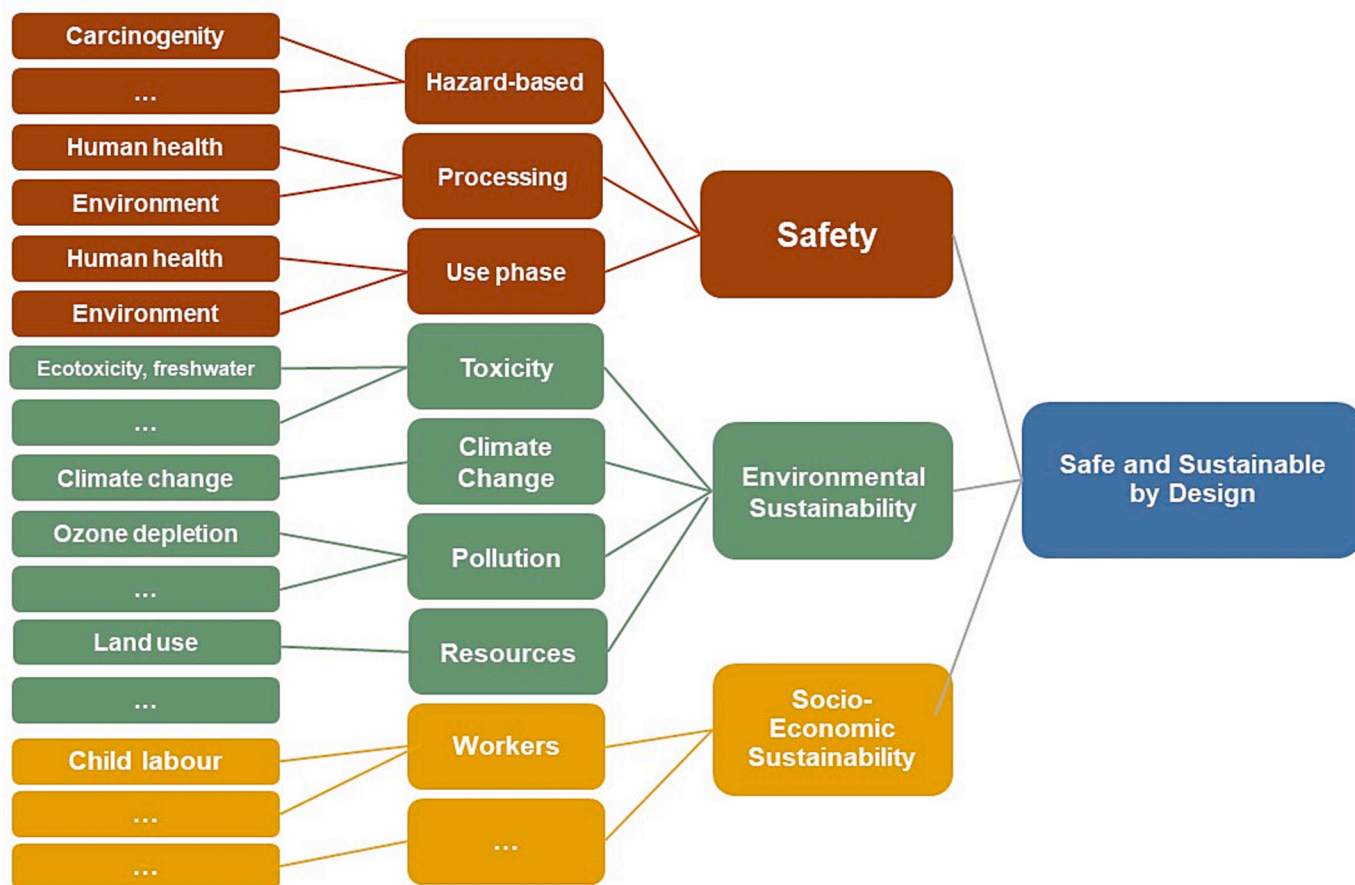 Carcinogenity
...
Human health
Environment
Human health
Environment
Ecotoxicity, freshwater
...
Climate change
Ozone depletion
...
Land use
...
Child labour
...
...
Hazard-based
Processing
Use phase
Toxicity
Climate
Change
Pollution
Resources
Workers
...
Safety
Environmental
Sustainability
Socio-
Economic
Sustainability
Safe and Sustainable
by Design